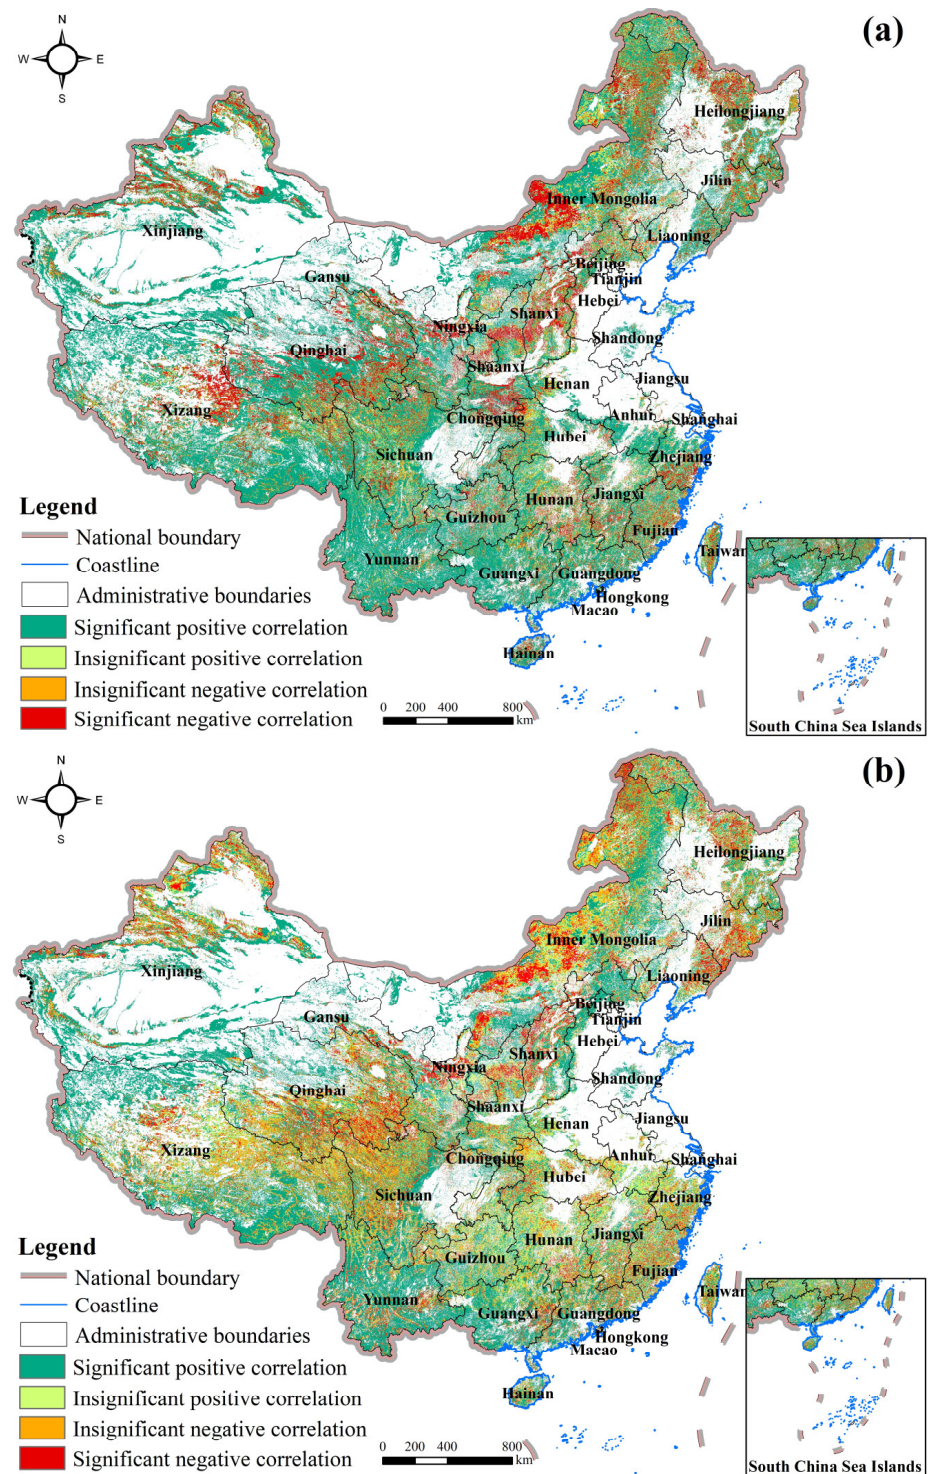 (a)
N
W E
S
Heilongjiang
Jilin
Inner Mongolia
Liaoning
Xinjiang
Beijing
Tianjin
Gansu
Hebei
Shanxi
Ningxia
Shandong
Qinghai
Shaanxi
Henan
Jiangsu
Xizang
Chongqing
Anhui
Shanghai
Hubei
Sichuan
Zhejiang
Hunan
Jiangxi
Guizhou
Fujian
Taiwan
Yunnan
Guangxi
Guangdong
Hongkong
Macao
Hainan
Legend
National boundary
Coastline
Administrative boundaries
Significant positive correlation
Insignificant positive correlation
Insignificant negative correlation
Significant negative correlation
0 200 400 800
km
South China Sea Islands
(b)
N
W E
S
Heilongjiang
Jilin
Inner Mongolia
Liaoning
Xinjiang
Beijing
Tianjin
Gansu
Hebei
Shanxi
Ningxia
Shandong
Qinghai
Shaanxi
Henan
Jiangsu
Xizang
Chongqing
Anhui
Shanghai
Hubei
Sichuan
Zhejiang
Hunan
Jiangxi
Guizhou
Fujian
Taiwan
Yunnan
Guangxi
Guangdong
Hongkong
Macao
Hainan
Legend
National boundary
Coastline
Administrative boundaries
Significant positive correlation
Insignificant positive correlation
Insignificant negative correlation
Significant negative correlation
0 200 400 800
km
South China Sea Islands